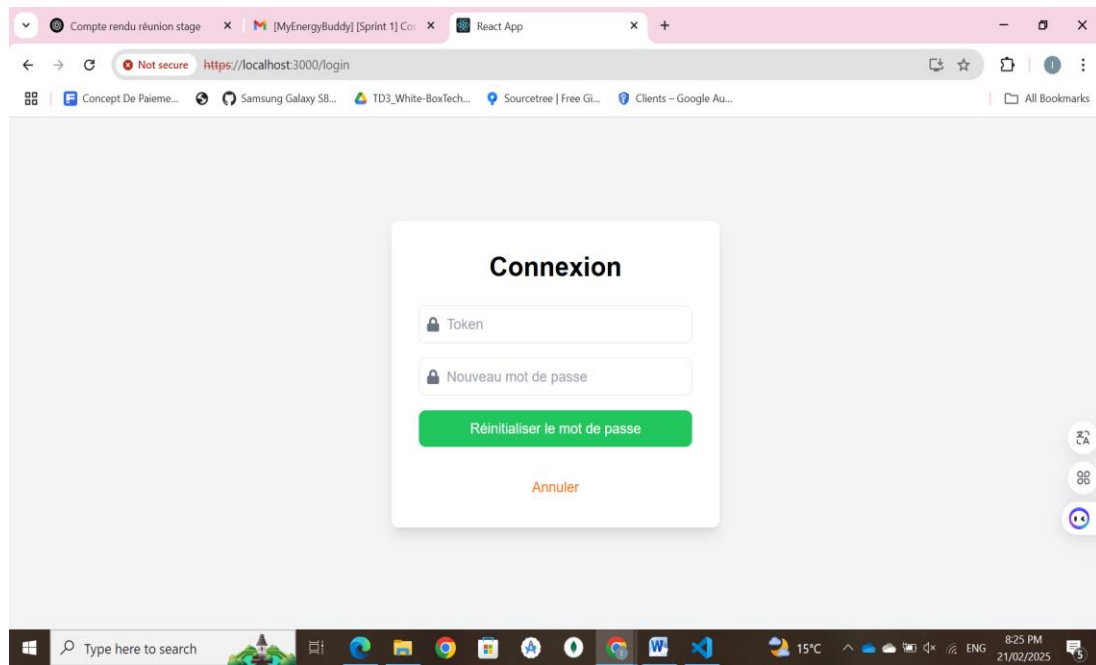 Compte rendu réunion stage
[MyEnergyBuddy] [Sprint 1] Cor
React App
Not secure https://localhost:3000/login
Concept De Paieme...
Samsung Galaxy S8...
TD3_White-BoxTech...
Sourcetree | Free Gi...
Clients – Google Au...
All Bookmarks
Connexion
Token
Nouveau mot de passe
Réinitialiser le mot de passe
Annuler
Type here to search
15°C
ENG
8:25 PM
21/02/2025
5